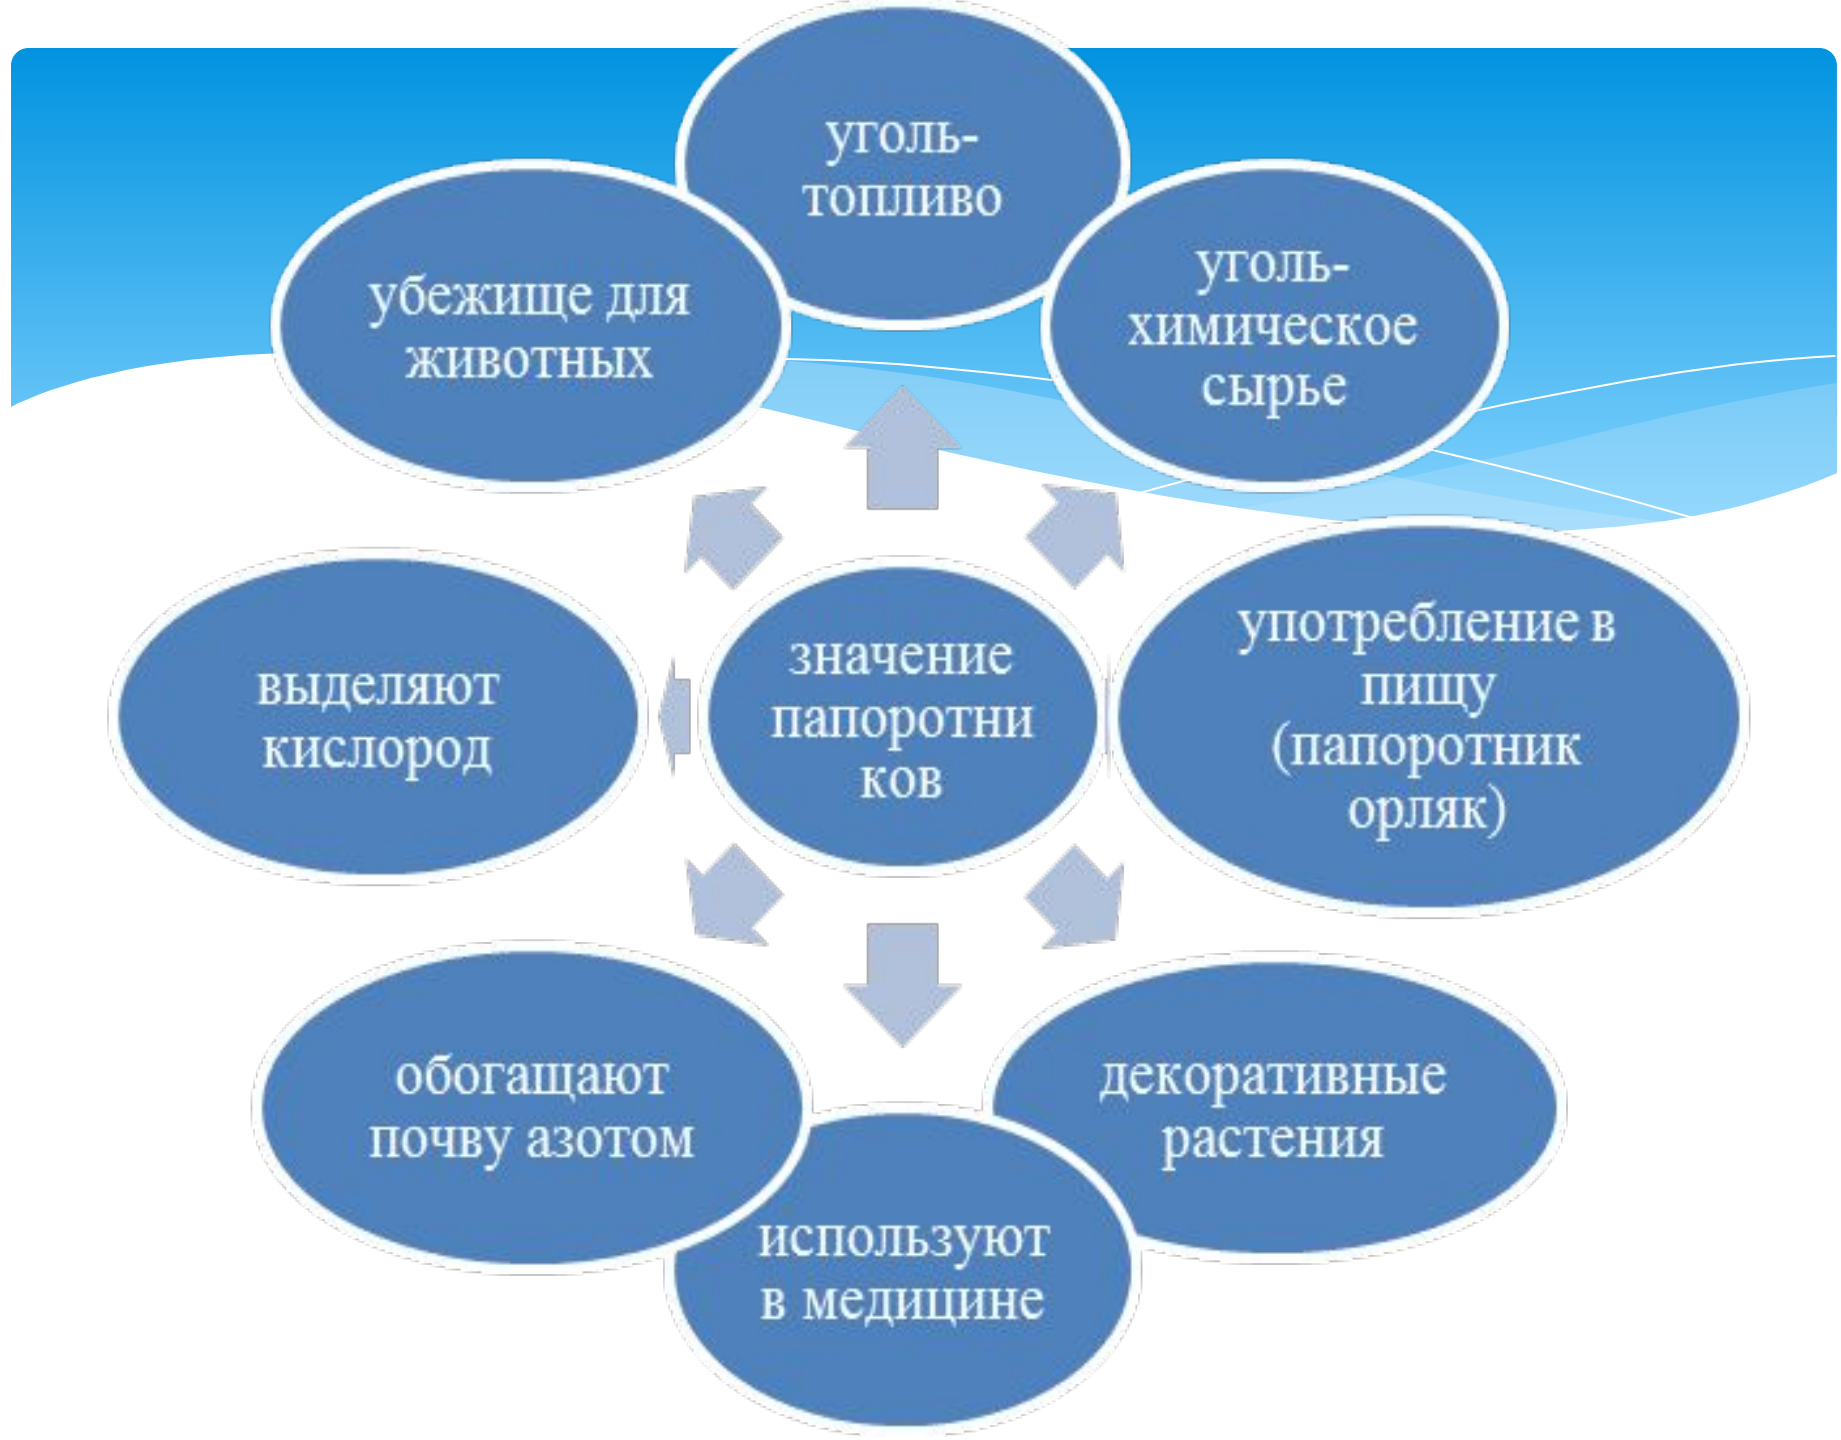 уголь-
топливо
убежище для
животных
уголь-
химическое
сырье
выделяют
кислород
значение
папоротни
ков
употребление в
пищу
(папоротник
орляк)
обогащают
почву азотом
декоративные
растения
используют
в медицине